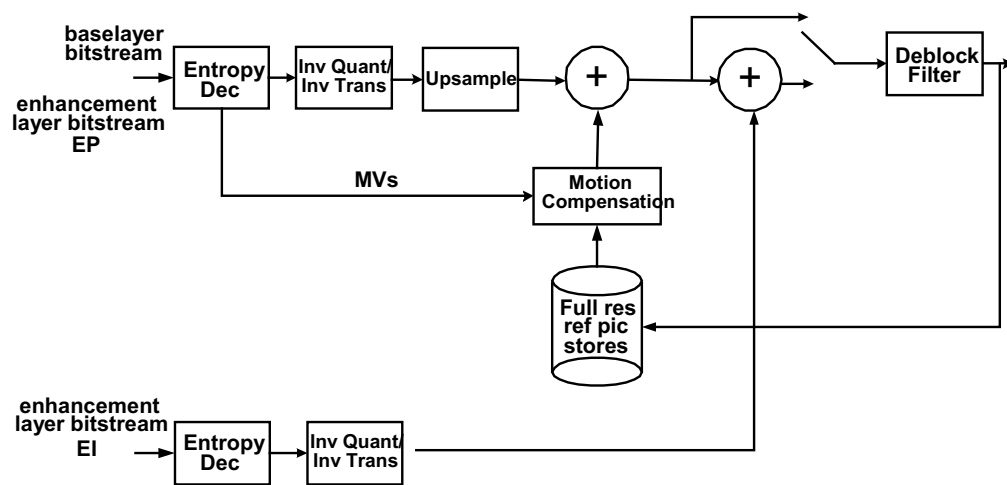 baselayer
bitstream
enhancement
layer bitstream
EP
Entropy
Dec
Inv Quant/
Inv Trans
Upsample
+
+
Deblock
Filter
MVs
Motion
Compensation
Full res
ref pic
stores
enhancement
layer bitstream
EI
Entropy
Dec
Inv Quant/
Inv Trans